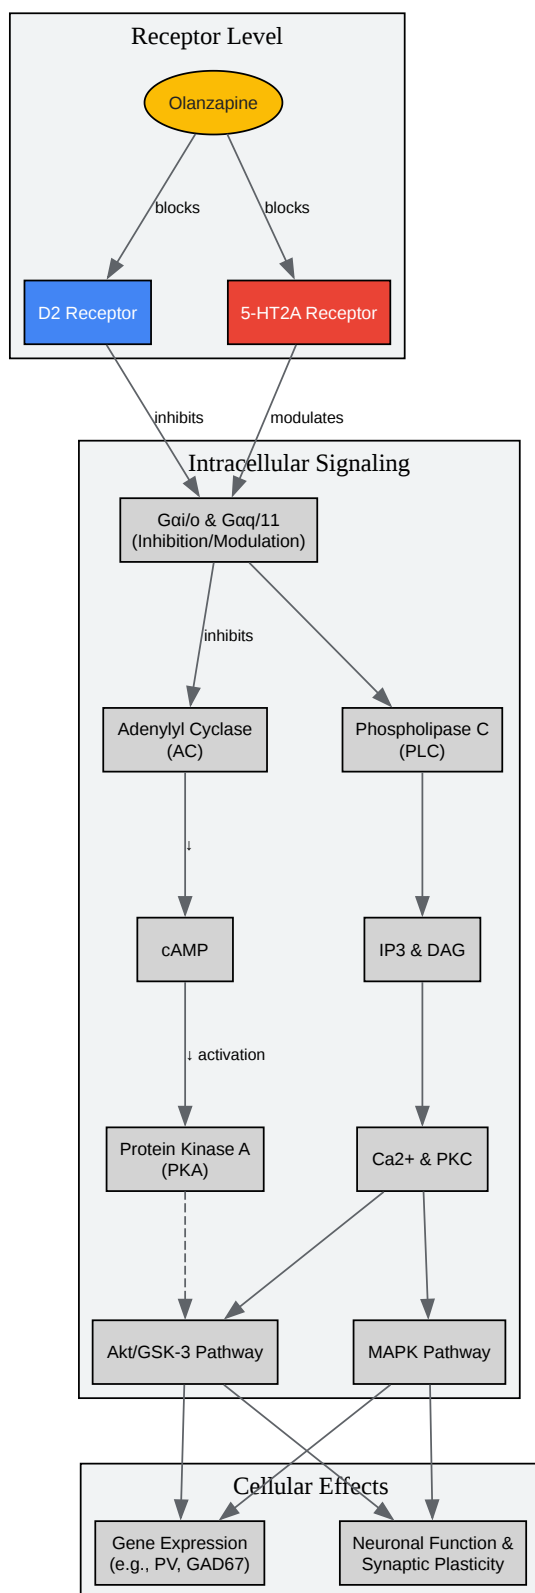 Receptor Level
Olanzapine
blocks
blocks
D2 Receptor
5-HT2A Receptor
inhibits
modulates
Intracellular Signaling
Gαi/o & Gαq/11
(Inhibition/Modulation)
inhibits
Adenylyl Cyclase
(AC)
Phospholipase C
(PLC)
↓
cAMP
IP3 & DAG
↓ activation
Protein Kinase A
(PKA)
Ca2+ & PKC
Akt/GSK-3 Pathway
MAPK Pathway
Cellular Effects
Gene Expression
(e.g., PV, GAD67)
Neuronal Function &
Synaptic Plasticity